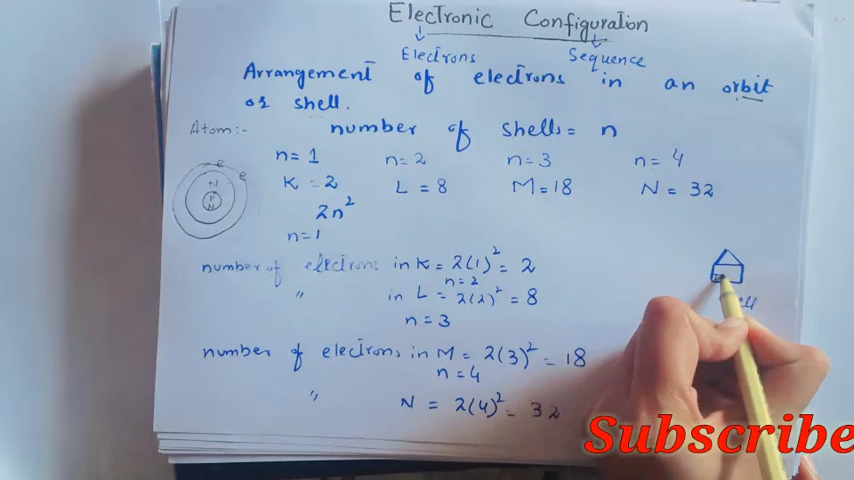 Electronic Configuration
Electrons Sequence
Arrangement of electrons in an orbit
or shell.
Atom:- number of shells = n
n=1 n=2 n=3 n=4
K = 2 L = 8 M=18 N = 32
e
e
N
P
N
2n²
n=1
number of electrons in K = 2(1)² = 2
n=2
" in L = 2(2)² = 8
n=3
number of electrons in M = 2(3)² = 18
n=4
" N = 2(4)² = 32
Subscribe